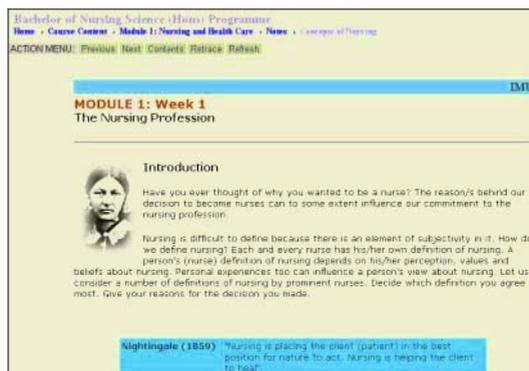 Bachelor of Nursing Science (Hons) Programme
Home › Course Content › Module 1: Nursing and Health Care › Notes › Concepts of Nursing
ACTION MENU: Previous Next Contents Retrace Refresh
IMU
MODULE 1: Week 1
The Nursing Profession
Introduction
Have you ever thought of why you wanted to be a nurse? The reason/s behind our
decision to become nurses can to some extent influence our commitment to the
nursing profession.
Nursing is difficult to define because there is an element of subjectivity in it. How do
we define nursing? Each and every nurse has his/her own definition of nursing. A
person's (nurse) definition of nursing depends on his/her perception, values and
beliefs about nursing. Personal experiences too can influence a person's view about nursing. Let us
consider a number of definitions of nursing by prominent nurses. Decide which definition you agree
most. Give your reasons for the decision you made.
Nightingale (1859) "Nursing is placing the client (patient) in the best
position for nature to act. Nursing is helping the client
to heal".